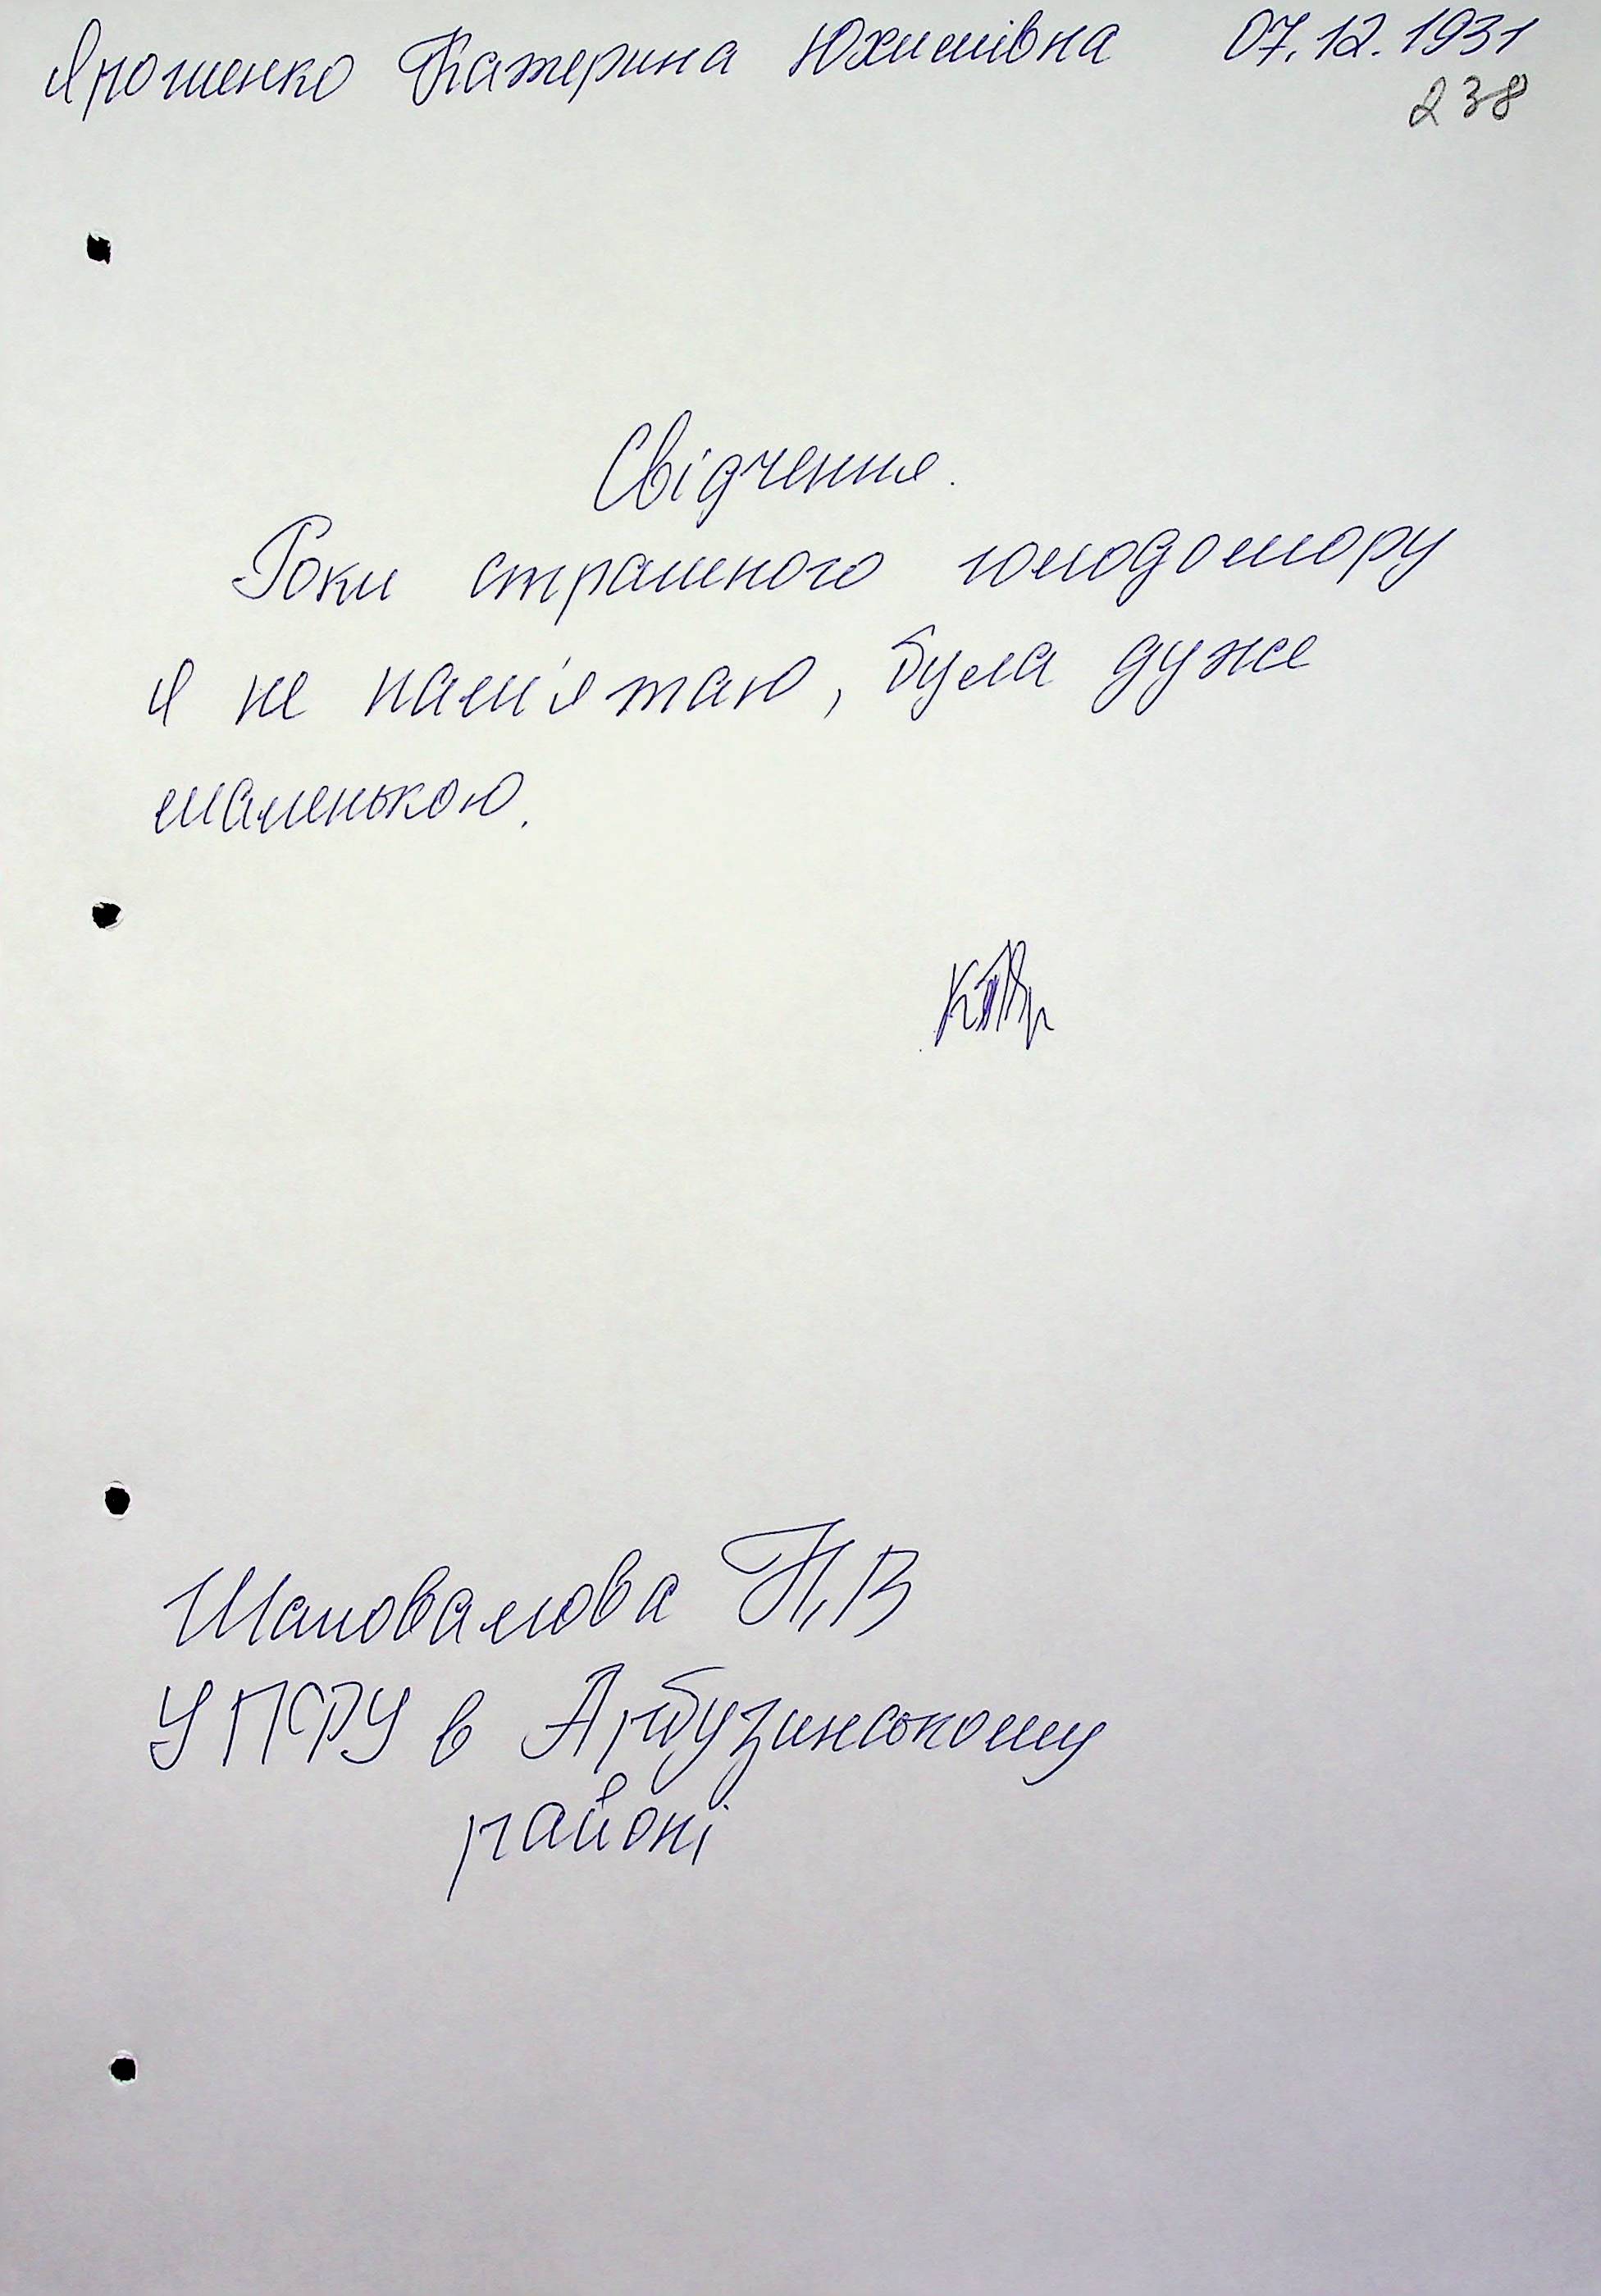 Ярошенко Катерина Юхимівна 07.12.1931
238
Свідчення.
Роки страшного голодомору
я не пам'ятаю, була дуже
маленькою.
Шаповалова Н.В
УПФУ в Арбузинському
районі